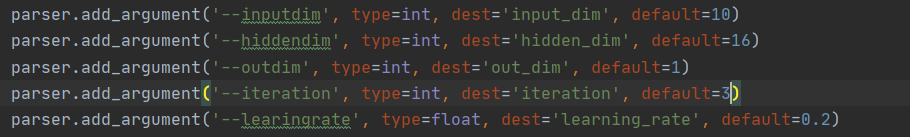 parser.add_argument('--inputdim', type=int, dest='input_dim', default=10)
parser.add_argument('--hiddendim', type=int, dest='hidden_dim', default=16)
parser.add_argument('--outdim', type=int, dest='out_dim', default=1)
parser.add_argument('--iteration', type=int, dest='iteration', default=3)
parser.add_argument('--learingrate', type=float, dest='learning_rate', default=0.2)